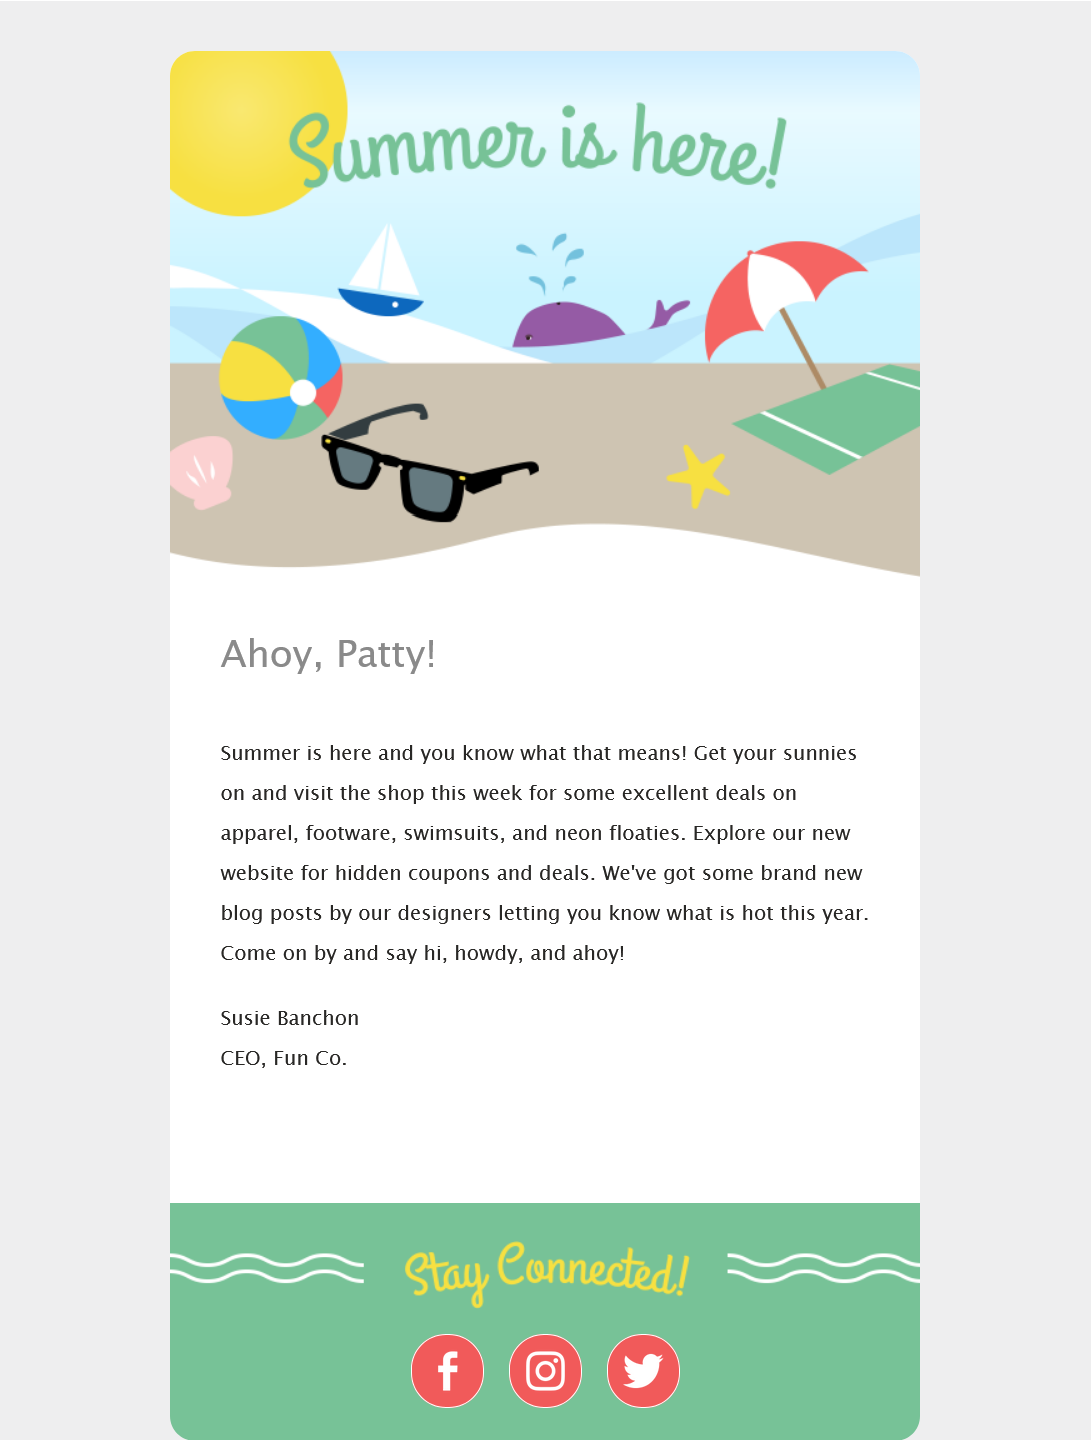 Summer is here!
Ahoy, Patty!
Summer is here and you know what that means! Get your sunnies
on and visit the shop this week for some excellent deals on
apparel, footware, swimsuits, and neon floaties. Explore our new
website for hidden coupons and deals. We've got some brand new
blog posts by our designers letting you know what is hot this year.
Come on by and say hi, howdy, and ahoy!
Susie Banchon
CEO, Fun Co.
Stay Connected!